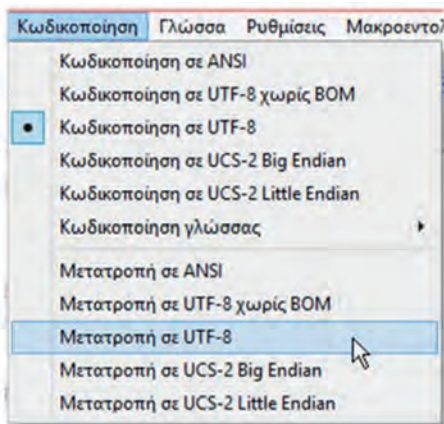 Κωδικοποίηση Γλώσσα Ρυθμίσεις Μακροεντολ
Κωδικοποίηση σε ANSI
Κωδικοποίηση σε UTF-8 χωρίς BOM
Κωδικοποίηση σε UTF-8
Κωδικοποίηση σε UCS-2 Big Endian
Κωδικοποίηση σε UCS-2 Little Endian
Κωδικοποίηση γλώσσας
Μετατροπή σε ANSI
Μετατροπή σε UTF-8 χωρίς BOM
Μετατροπή σε UTF-8
Μετατροπή σε UCS-2 Big Endian
Μετατροπή σε UCS-2 Little Endian